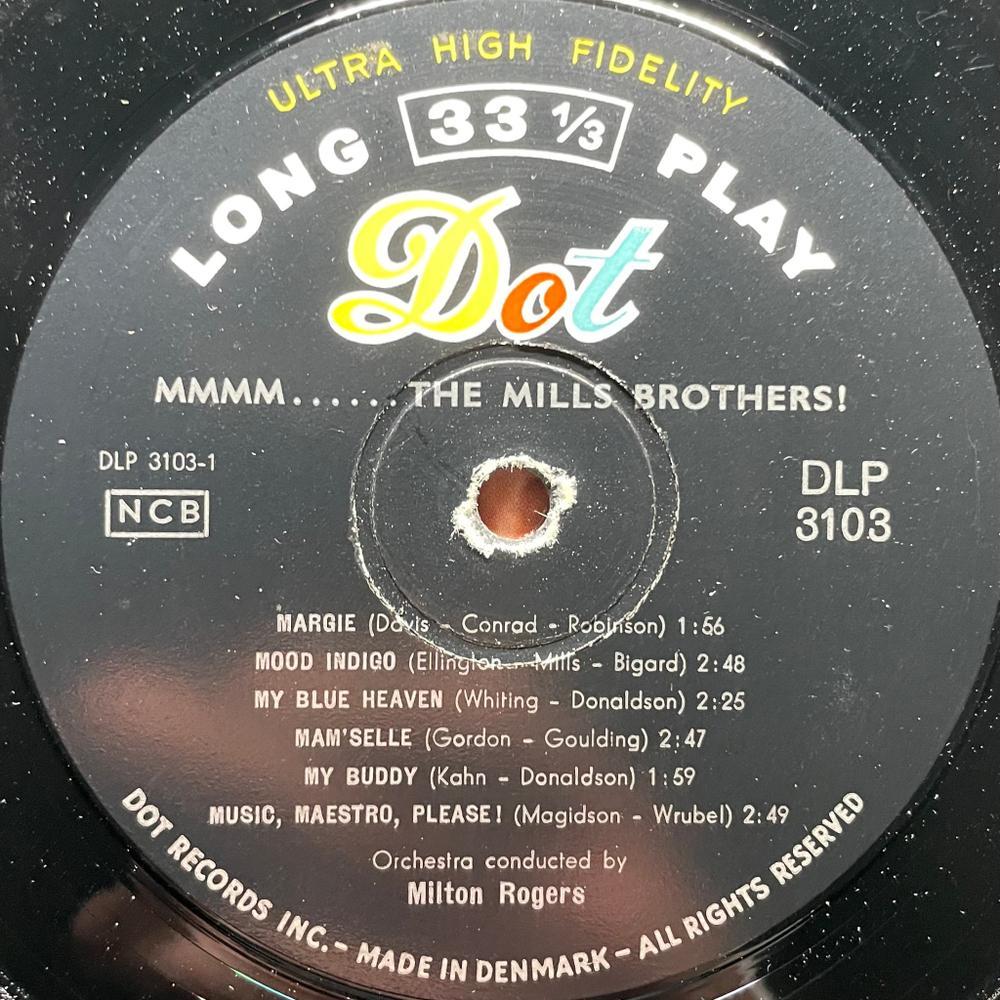 ULTRA HIGH FIDELITY
LONG 33 1/3 PLAY
Dot
MMMM......THE MILLS BROTHERS!
DLP 3103-1
NCB
DLP
3103
MARGIE (Davis - Conrad - Robinson) 1:56
MOOD INDIGO (Ellington - Mills - Bigard) 2:48
MY BLUE HEAVEN (Whiting - Donaldson) 2:25
MAM'SELLE (Gordon - Goulding) 2:47
MY BUDDY (Kahn - Donaldson) 1:59
MUSIC, MAESTRO, PLEASE! (Magidson - Wrubel) 2:49
Orchestra conducted by
Milton Rogers
DOT RECORDS INC. - MADE IN DENMARK - ALL RIGHTS RESERVED